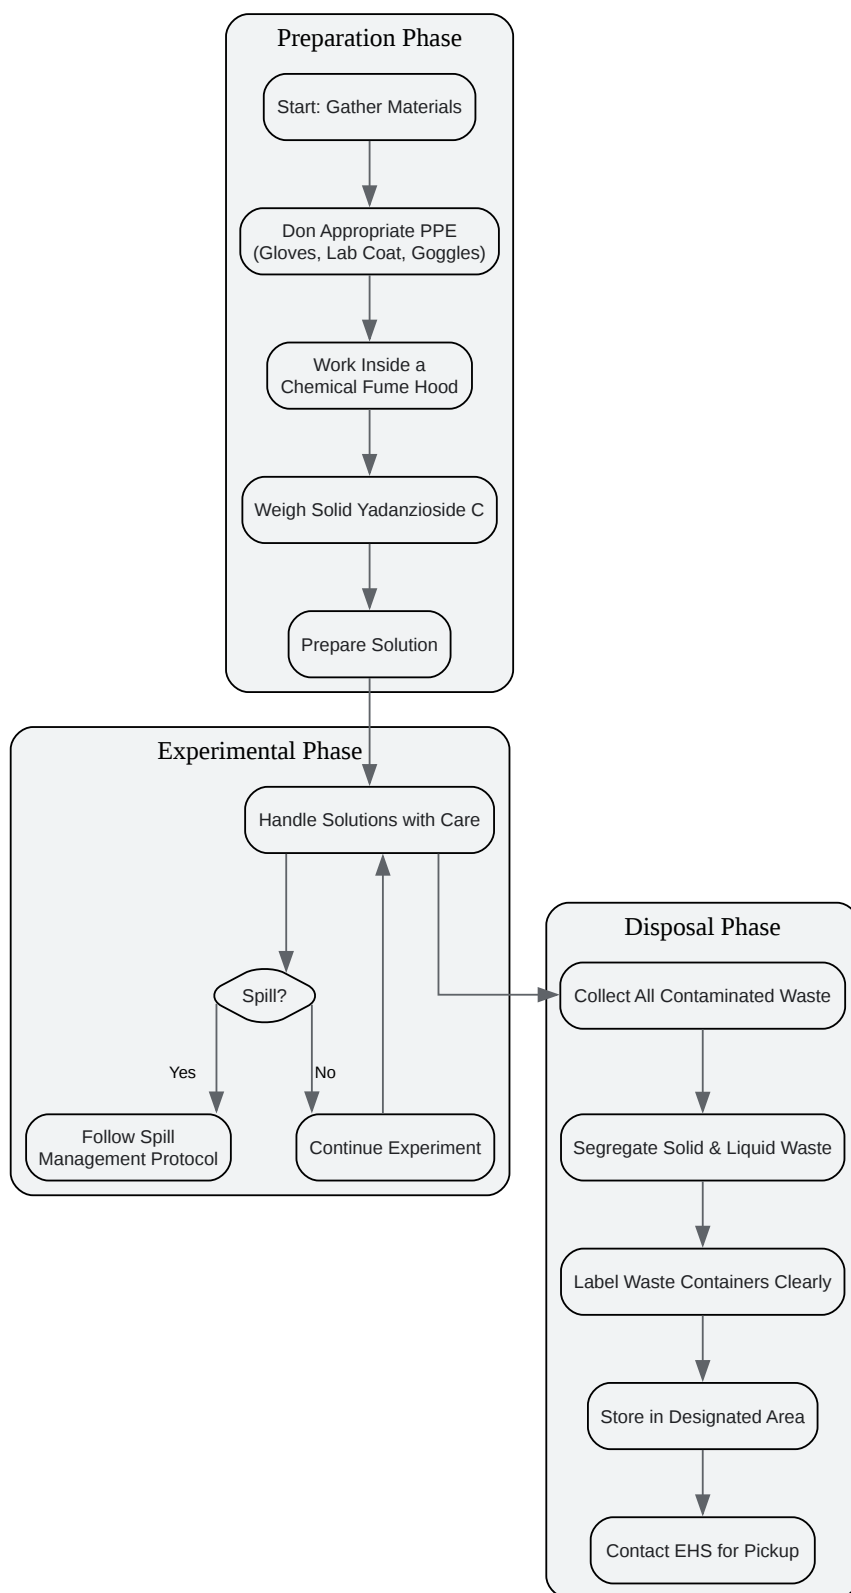 Preparation Phase
Start: Gather Materials
Don Appropriate PPE
(Gloves, Lab Coat, Goggles)
Work Inside a
Chemical Fume Hood
Weigh Solid Yadanzioside C
Prepare Solution
Experimental Phase
Handle Solutions with Care
Spill?
Yes
No
Follow Spill
Management Protocol
Continue Experiment
Disposal Phase
Collect All Contaminated Waste
Segregate Solid & Liquid Waste
Label Waste Containers Clearly
Store in Designated Area
Contact EHS for Pickup